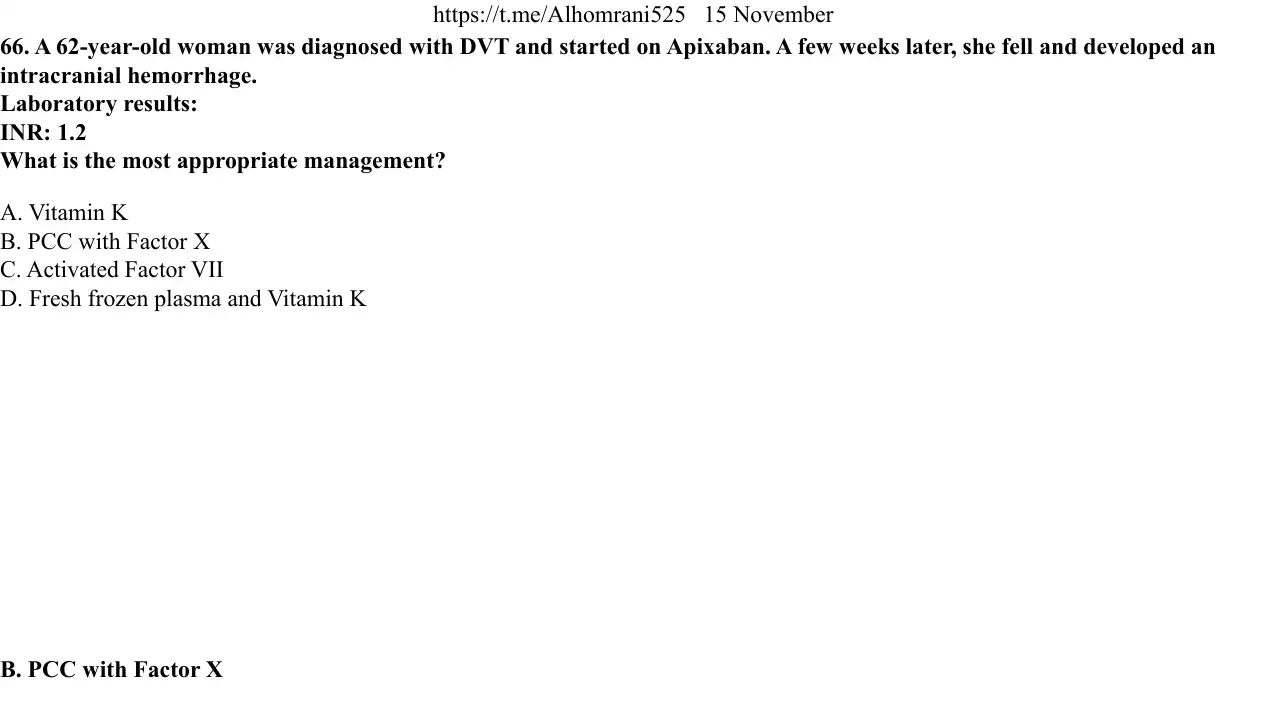 https://t.me/Alhomrani525 15 November
66. A 62-year-old woman was diagnosed with DVT and started on Apixaban. A few weeks later, she fell and developed an
intracranial hemorrhage.
Laboratory results:
INR: 1.2
What is the most appropriate management?
A. Vitamin K
B. PCC with Factor X
C. Activated Factor VII
D. Fresh frozen plasma and Vitamin K
B. PCC with Factor X